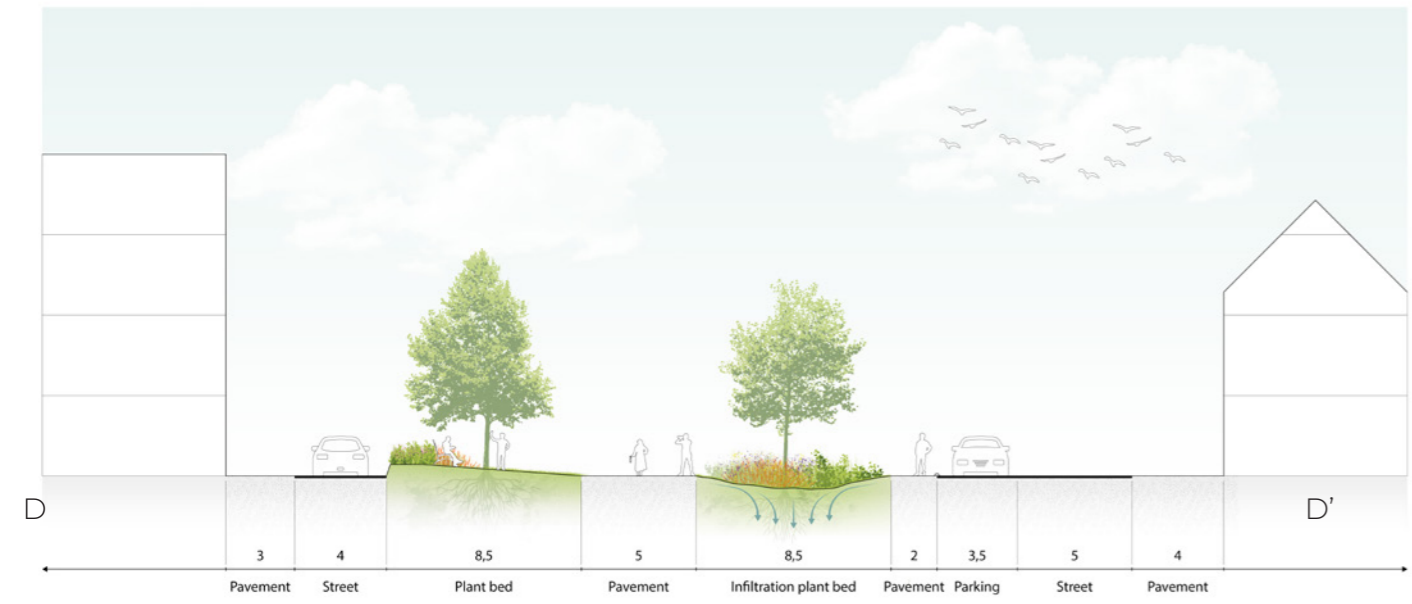 D
D’
3 4 8,5 5 8,5 2 3,5 5 4
Pavement Street Plant bed Pavement Infiltration plant bed Pavement Parking Street Pavement